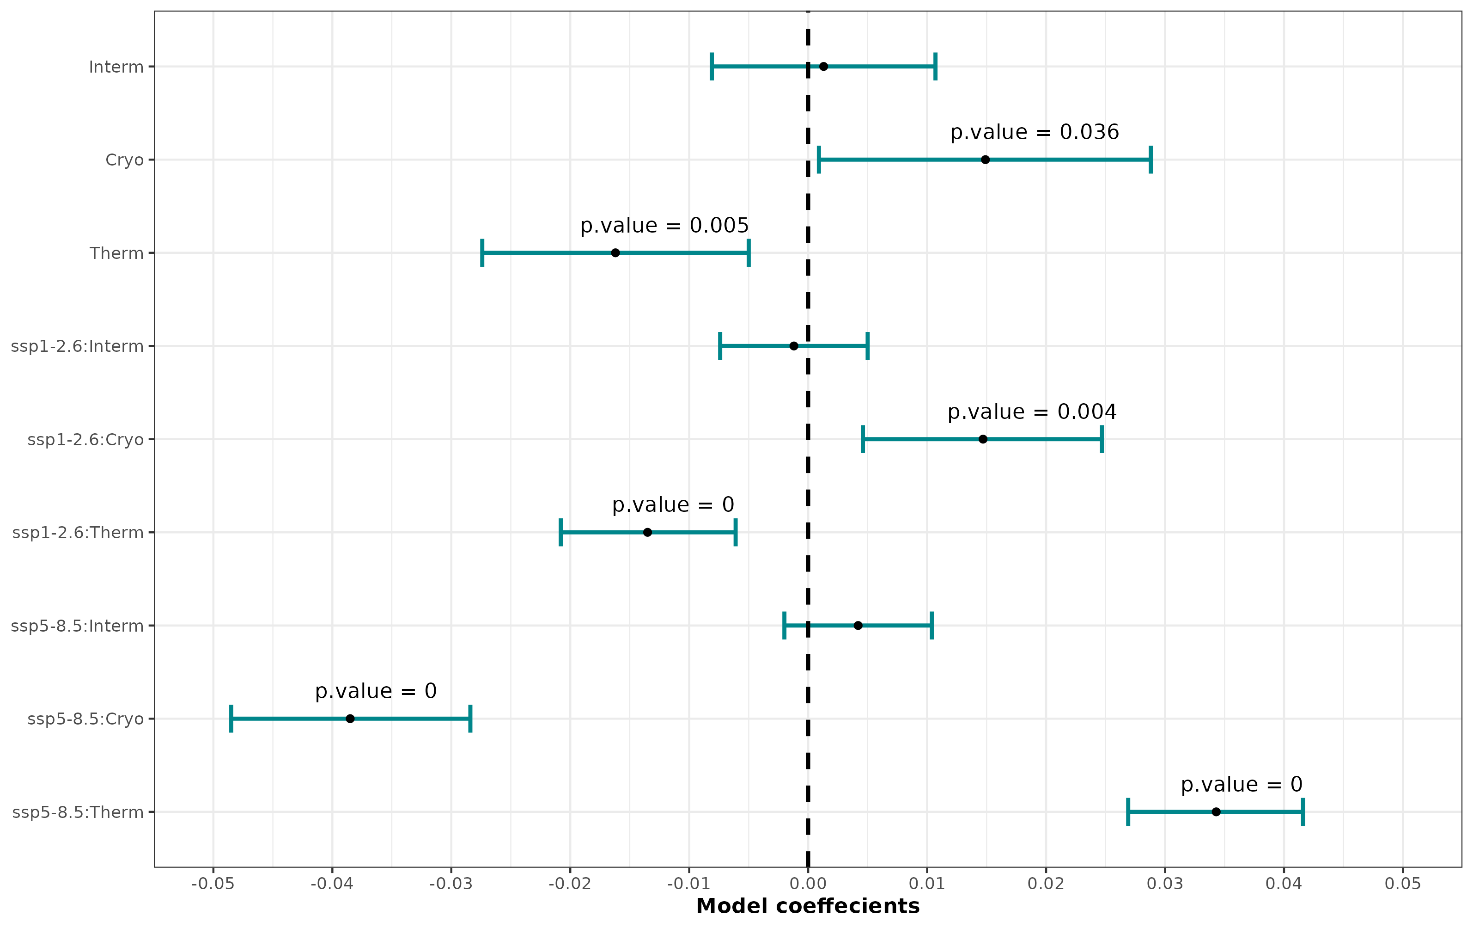 Interm
p.value = 0.036
Cryo
p.value = 0.005
Therm
ssp1-2.6:Interm
p.value = 0.004
ssp1-2.6:Cryo
p.value = 0
ssp1-2.6:Therm
ssp5-8.5:Interm
p.value = 0
ssp5-8.5:Cryo
p.value = 0
ssp5-8.5:Therm
-0.05 -0.04 -0.03 -0.02 -0.01 0.00 0.01 0.02 0.03 0.04 0.05
Model coeffecients